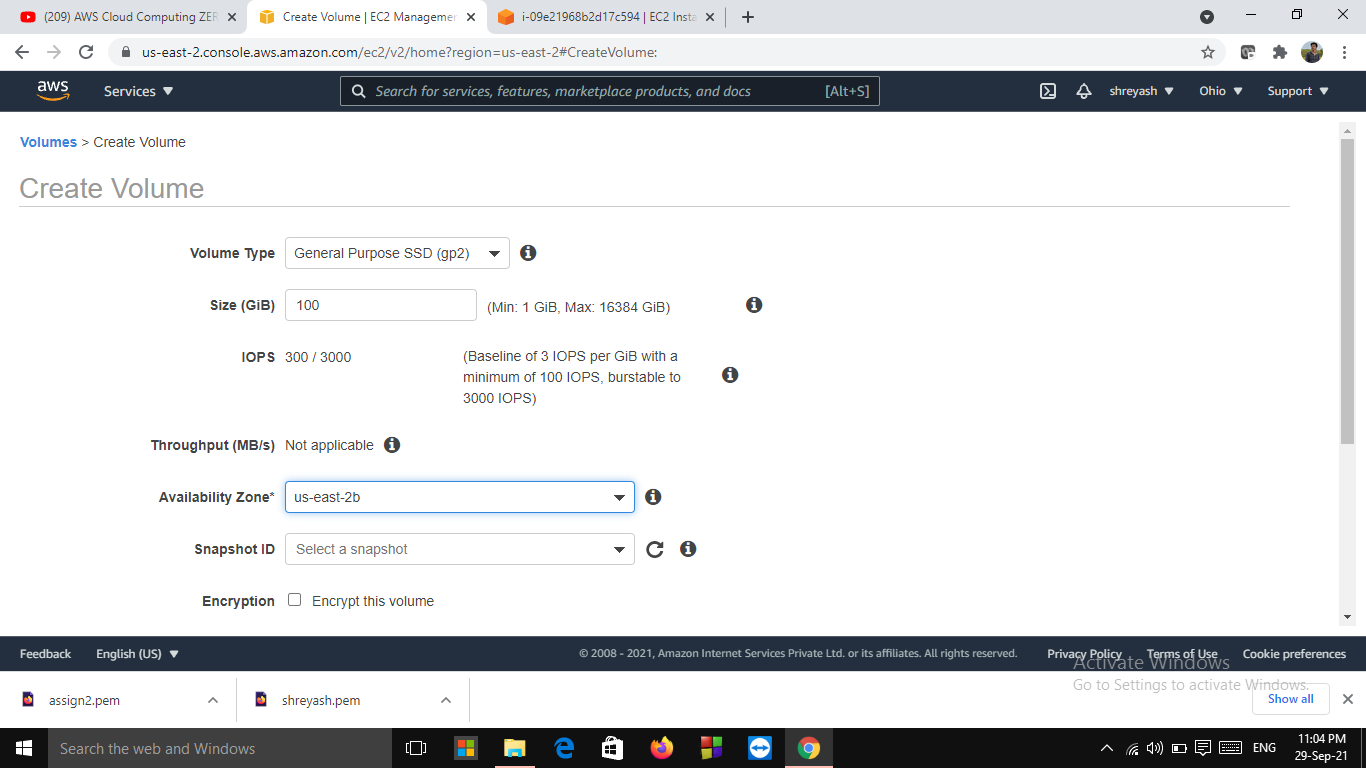 (209) AWS Cloud Computing ZER
Create Volume | EC2 Managemen
i-09e21968b2d17c594 | EC2 Insta
us-east-2.console.aws.amazon.com/ec2/v2/home?region=us-east-2#CreateVolume:
aws
Services
Search for services, features, marketplace products, and docs
[Alt+S]
shreyash
Ohio
Support
Volumes > Create Volume
Create Volume
Volume Type
General Purpose SSD (gp2)
Size (GiB)
100
(Min: 1 GiB, Max: 16384 GiB)
IOPS
300 / 3000
(Baseline of 3 IOPS per GiB with a
minimum of 100 IOPS, burstable to
3000 IOPS)
Throughput (MB/s)
Not applicable
Availability Zone*
us-east-2b
Snapshot ID
Select a snapshot
Encryption
Encrypt this volume
Feedback
English (US)
© 2008 - 2021, Amazon Internet Services Private Ltd. or its affiliates. All rights reserved.
Privacy Policy
Terms of Use
Cookie preferences
Activate Windows
Go to Settings to activate Windows.
assign2.pem
shreyash.pem
Show all
Search the web and Windows
ENG
11:04 PM
29-Sep-21